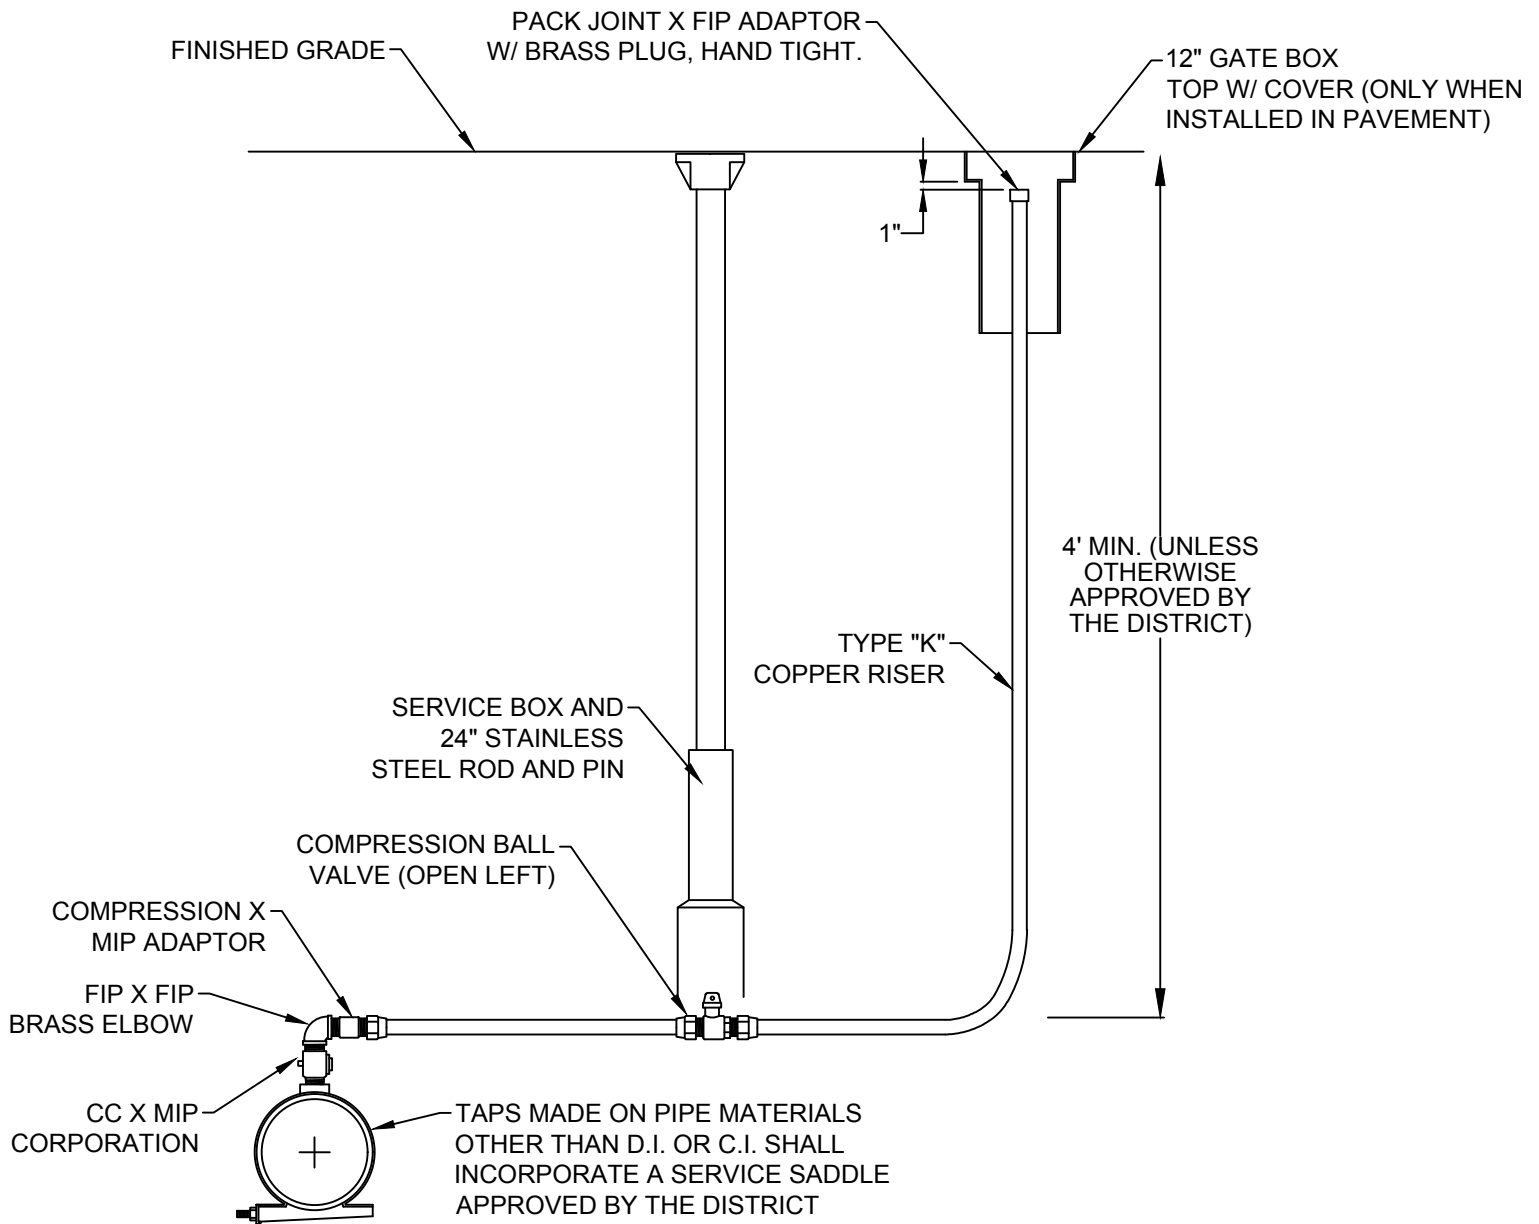 PACK JOINT X FIP ADAPTOR
W/ BRASS PLUG, HAND TIGHT.
FINISHED GRADE
12" GATE BOX
TOP W/ COVER (ONLY WHEN
INSTALLED IN PAVEMENT)
1"
4' MIN. (UNLESS
OTHERWISE
APPROVED BY
THE DISTRICT)
TYPE "K"
COPPER RISER
SERVICE BOX AND
24" STAINLESS
STEEL ROD AND PIN
COMPRESSION BALL
VALVE (OPEN LEFT)
COMPRESSION X
MIP ADAPTOR
FIP X FIP
BRASS ELBOW
CC X MIP
CORPORATION
TAPS MADE ON PIPE MATERIALS
OTHER THAN D.I. OR C.I. SHALL
INCORPORATE A SERVICE SADDLE
APPROVED BY THE DISTRICT